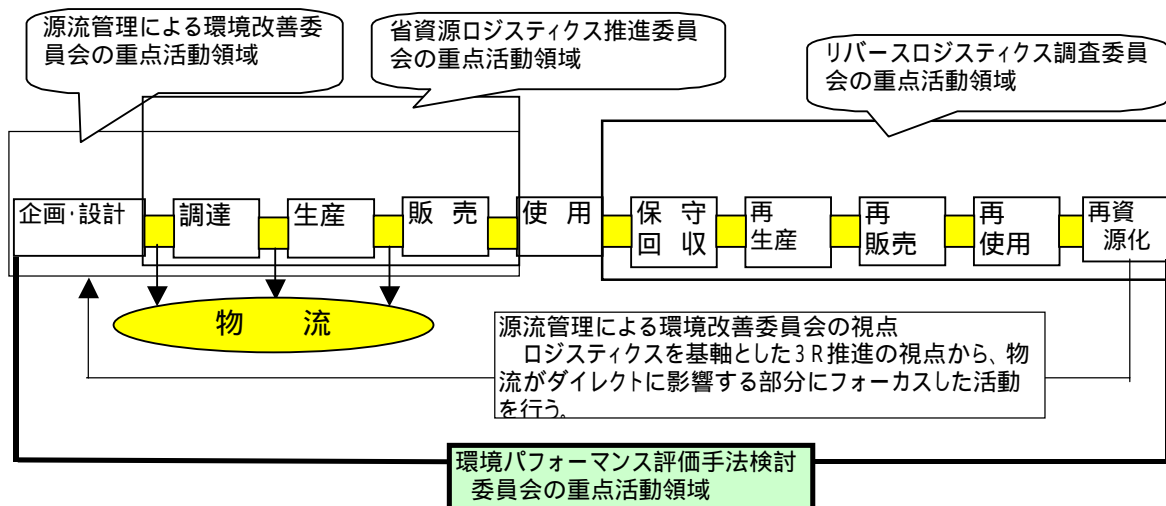 源流管理による環境改善委
員会の重点活動領域
省資源ロジスティクス推進委員
会の重点活動領域
リバースロジスティクス調査委員
会の重点活動領域
企画・設計
調達
生産
販 売
使 用
保 守
回 収
再
生産
再
販売
再
使用
再資
源化
物 流
源流管理による環境改善委員会の視点
ロジスティクスを基軸とした3R推進の視点から、物
流がダイレクトに影響する部分にフォーカスした活動
を行う。
環境パフォーマンス評価手法検討
委員会の重点活動領域